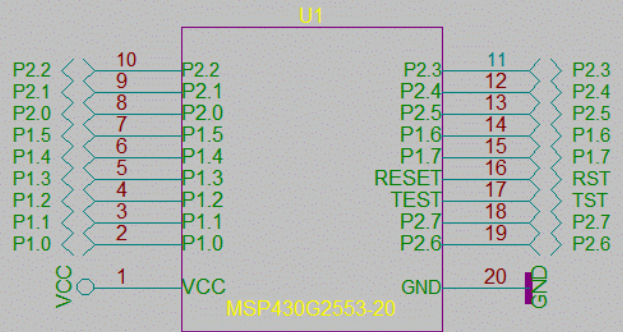 U1
P2.2 10 P2.2 P2.3 11 P2.3
P2.1 9 P2.1 P2.4 12 P2.4
P2.0 8 P2.0 P2.5 13 P2.5
P1.5 7 P1.5 P1.6 14 P1.6
P1.4 6 P1.4 P1.7 15 P1.7
P1.3 5 P1.3 RESET 16 RST
P1.2 4 P1.2 TEST 17 TST
P1.1 3 P1.1 P2.7 18 P2.7
P1.0 2 P1.0 P2.6 19 P2.6
VCC 1 VCC GND 20 GND
MSP430G2553-20